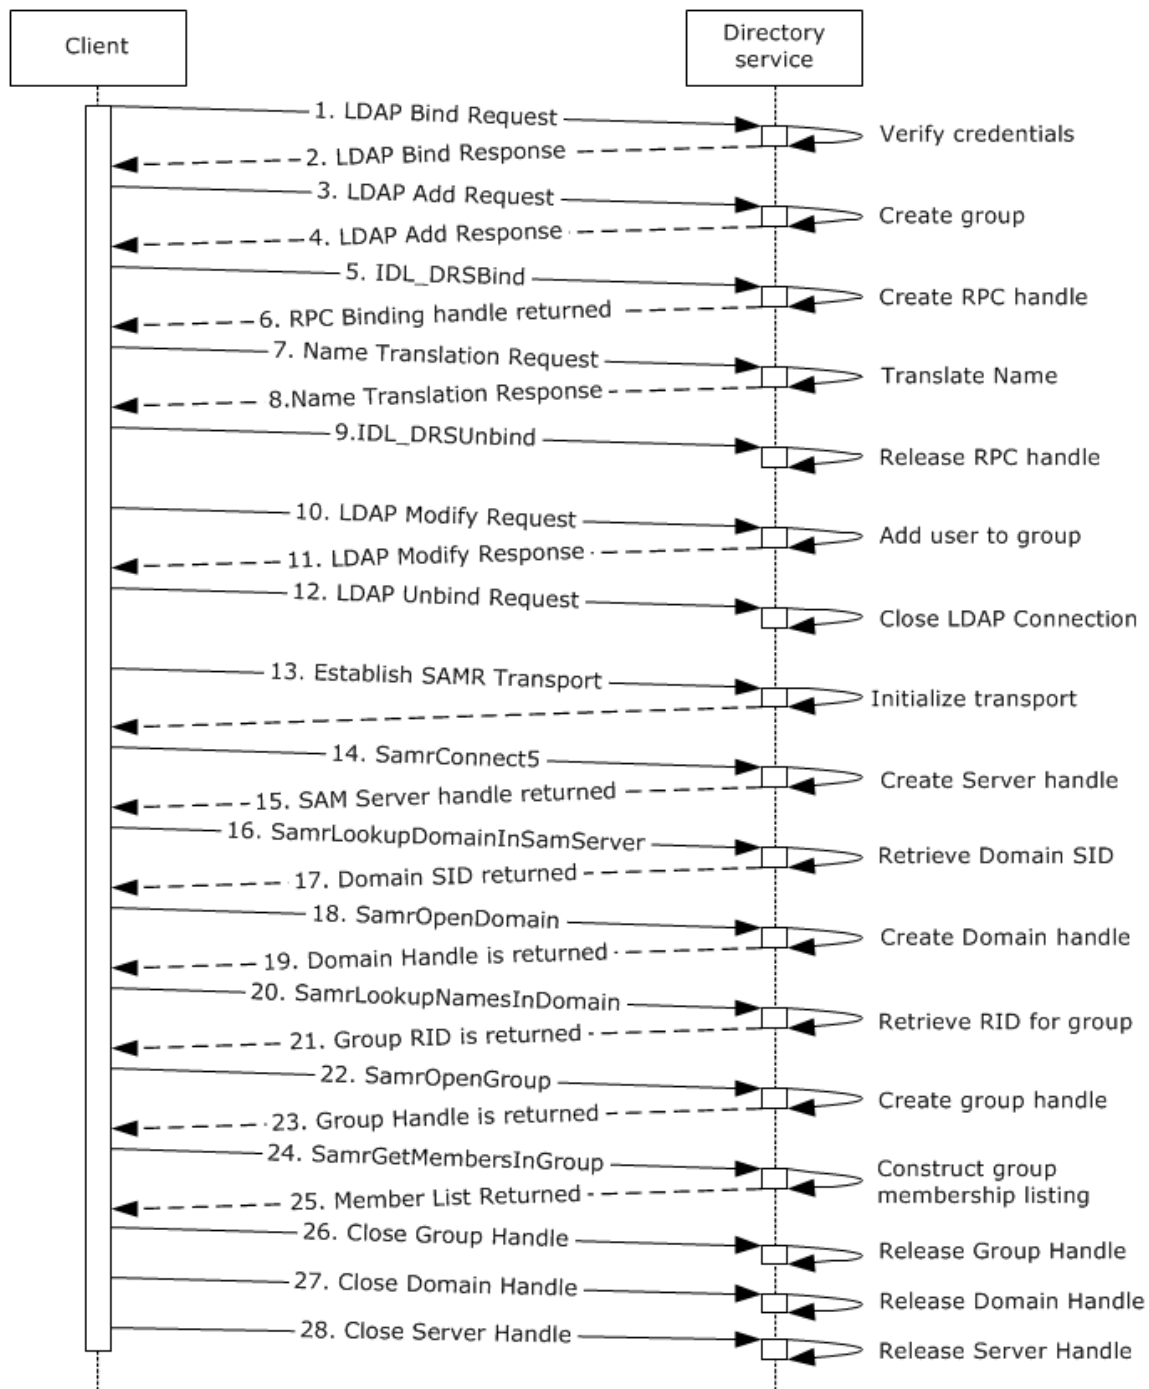 Client
Directory
service
1. LDAP Bind Request
Verify credentials
2. LDAP Bind Response
3. LDAP Add Request
Create group
4. LDAP Add Response
5. IDL_DRSBind
Create RPC handle
6. RPC Binding handle returned
7. Name Translation Request
Translate Name
8.Name Translation Response
9.IDL_DRSUnbind
Release RPC handle
10. LDAP Modify Request
Add user to group
11. LDAP Modify Response
12. LDAP Unbind Request
Close LDAP Connection
13. Establish SAMR Transport
Initialize transport
14. SamrConnect5
Create Server handle
15. SAM Server handle returned
16. SamrLookupDomainInSamServer
Retrieve Domain SID
17. Domain SID returned
18. SamrOpenDomain
Create Domain handle
19. Domain Handle is returned
20. SamrLookupNamesInDomain
Retrieve RID for group
21. Group RID is returned
22. SamrOpenGroup
Create group handle
23. Group Handle is returned
24. SamrGetMembersInGroup
Construct group
membership listing
25. Member List Returned
26. Close Group Handle
Release Group Handle
27. Close Domain Handle
Release Domain Handle
28. Close Server Handle
Release Server Handle